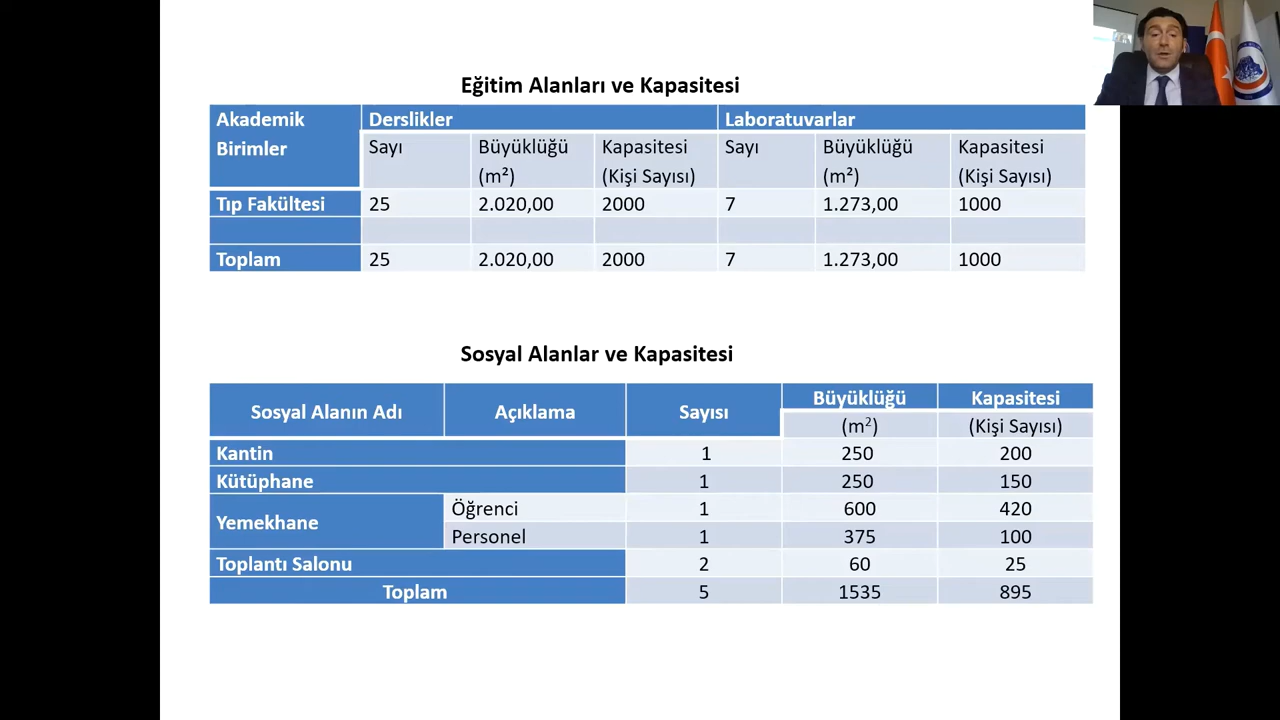 Eğitim Alanları ve Kapasitesi
Akademik Birimler Derslikler Laboratuvarlar
Sayı Büyüklüğü (m²) Kapasitesi (Kişi Sayısı) Sayı Büyüklüğü (m²) Kapasitesi (Kişi Sayısı)
Tıp Fakültesi 25 2.020,00 2000 7 1.273,00 1000
Toplam 25 2.020,00 2000 7 1.273,00 1000
Sosyal Alanlar ve Kapasitesi
Sosyal Alanın Adı Açıklama Sayısı Büyüklüğü Kapasitesi
(m²) (Kişi Sayısı)
Kantin 1 250 200
Kütüphane 1 250 150
Yemekhane Öğrenci 1 600 420
Personel 1 375 100
Toplantı Salonu 2 60 25
Toplam 5 1535 895